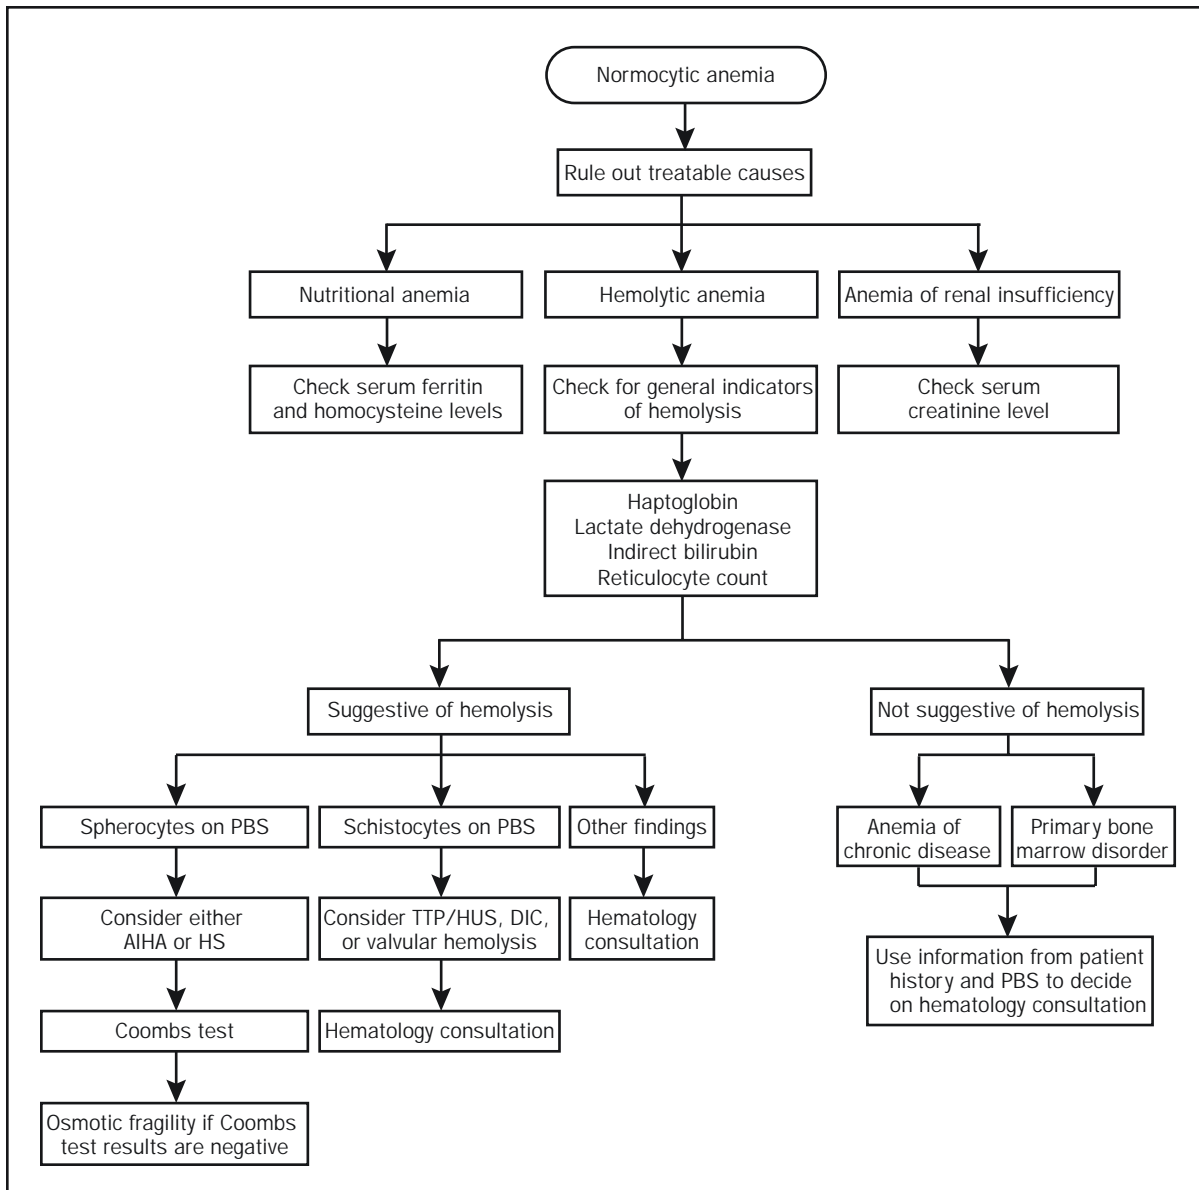 Normocytic anemia
Rule out treatable causes
Nutritional anemia
Hemolytic anemia
Anemia of renal insufficiency
Check serum ferritin
and homocysteine levels
Check for general indicators
of hemolysis
Check serum
creatinine level
Haptoglobin
Lactate dehydrogenase
Indirect bilirubin
Reticulocyte count
Suggestive of hemolysis
Not suggestive of hemolysis
Spherocytes on PBS
Schistocytes on PBS
Other findings
Anemia of
chronic disease
Primary bone
marrow disorder
Consider either
AIHA or HS
Consider TTP/HUS, DIC,
or valvular hemolysis
Hematology
consultation
Use information from patient
history and PBS to decide
on hematology consultation
Coombs test
Hematology consultation
Osmotic fragility if Coombs
test results are negative